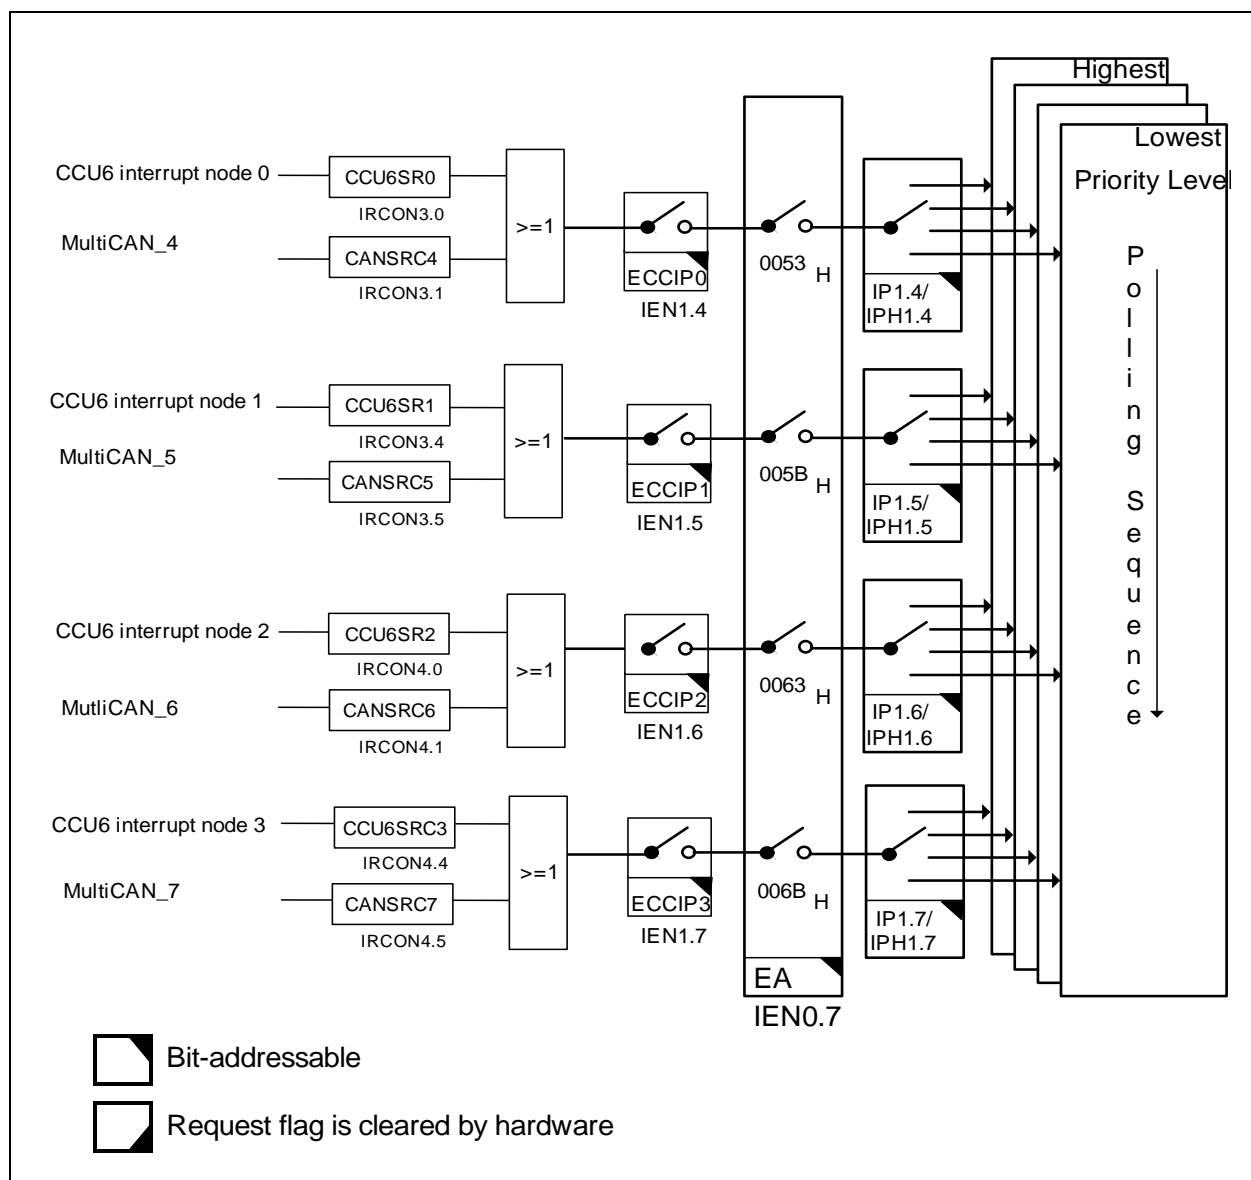 Highest
Lowest
Priority Level
CCU6 interrupt node 0
CCU6SR0
IRCON3.0
MultiCAN_4
CANSRC4
IRCON3.1
>=1
ECCIP0
IEN1.4
0053 H
IP1.4/
IPH1.4
CCU6 interrupt node 1
CCU6SR1
IRCON3.4
MultiCAN_5
CANSRC5
IRCON3.5
>=1
ECCIP1
IEN1.5
005B H
IP1.5/
IPH1.5
CCU6 interrupt node 2
CCU6SR2
IRCON4.0
MutliCAN_6
CANSRC6
IRCON4.1
>=1
ECCIP2
IEN1.6
0063 H
IP1.6/
IPH1.6
CCU6 interrupt node 3
CCU6SRC3
IRCON4.4
MultiCAN_7
CANSRC7
IRCON4.5
>=1
ECCIP3
IEN1.7
006B H
IP1.7/
IPH1.7
EA
IEN0.7
Polling Sequence
Bit-addressable
Request flag is cleared by hardware